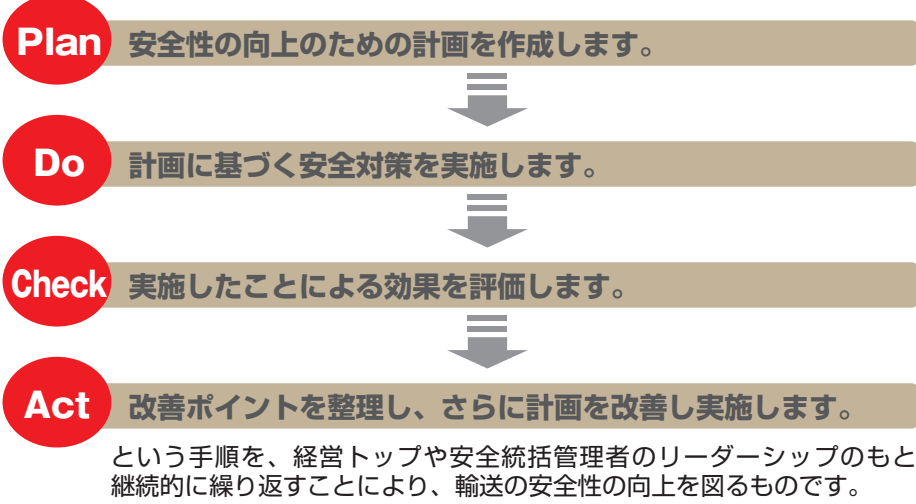 Plan 安全性の向上のための計画を作成します。
Do 計画に基づく安全対策を実施します。
Check 実施したことによる効果を評価します。
Act 改善ポイントを整理し、さらに計画を改善し実施します。
という手順を、経営トップや安全統括管理者のリーダーシップのもと
継続的に繰り返すことにより、輸送の安全性の向上を図るものです。